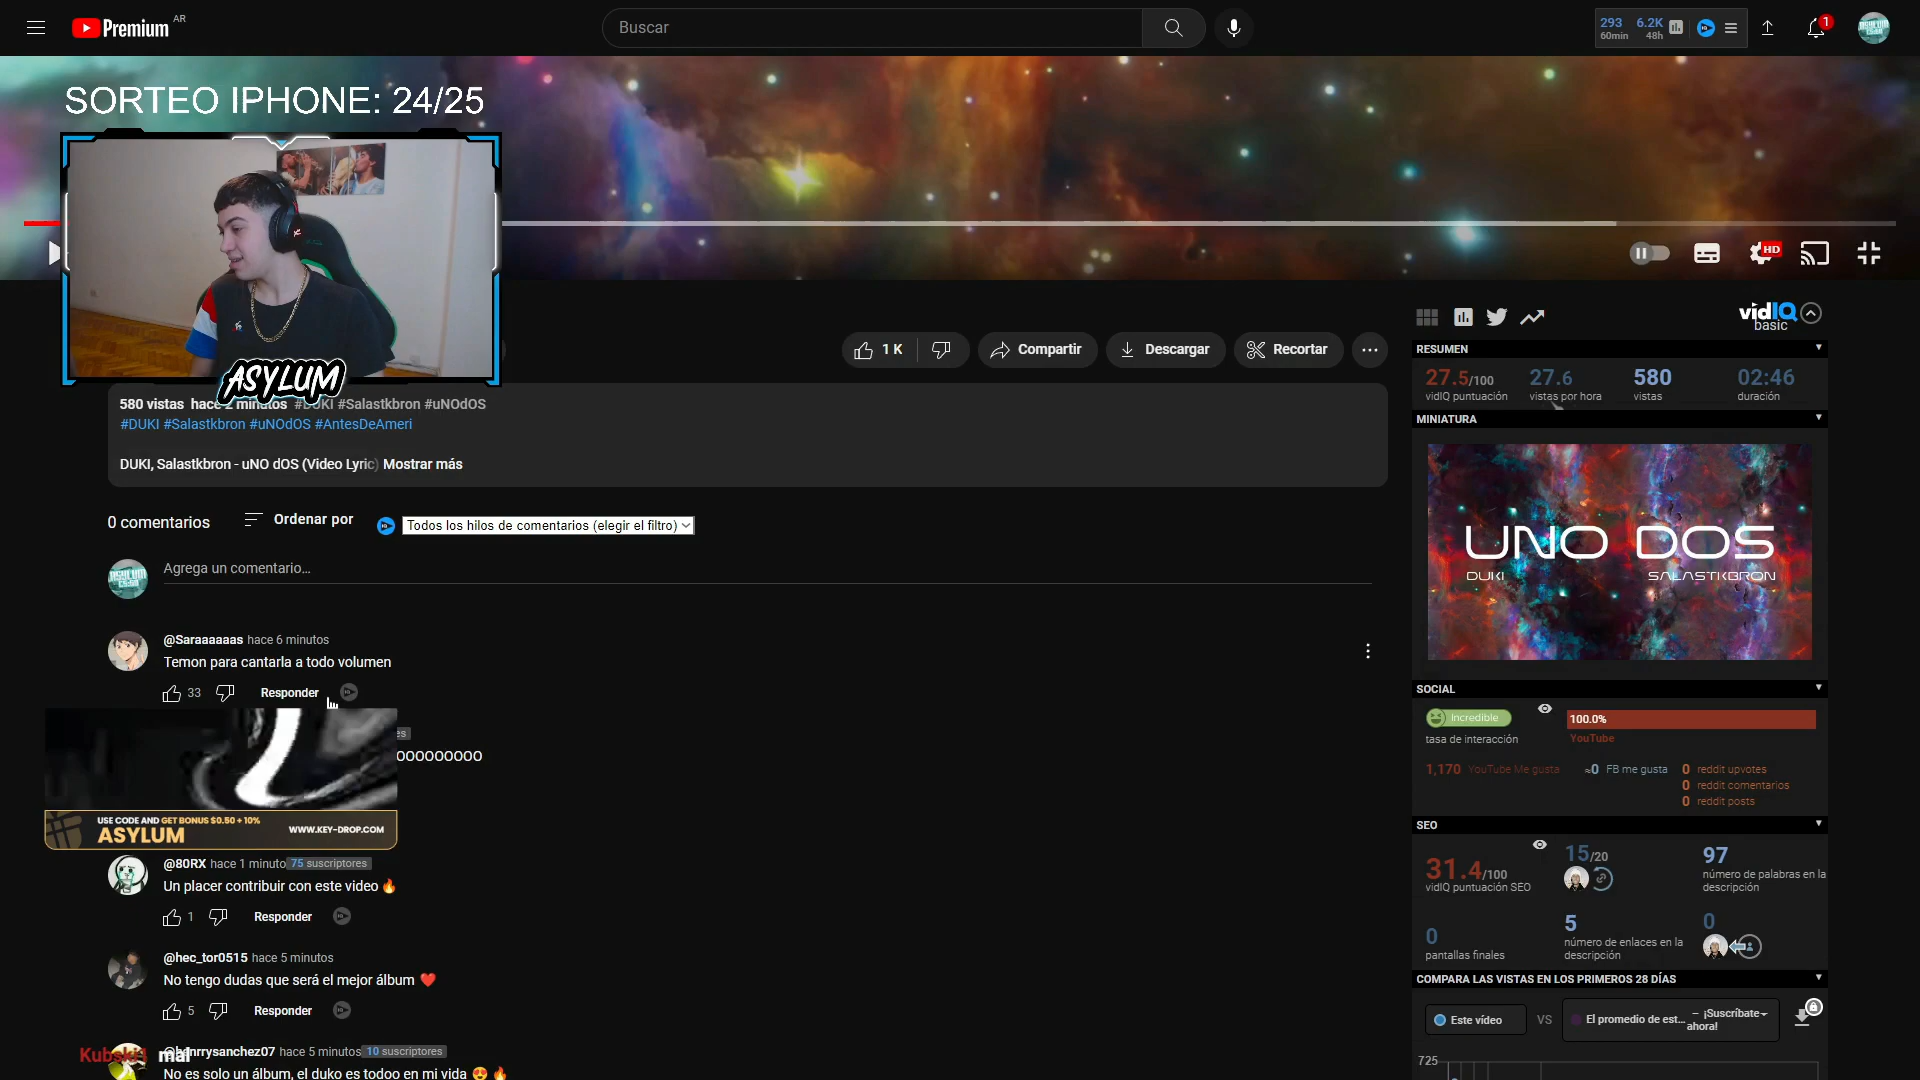 Premium AR
Buscar
293 6.2K
60min 48h
1
SORTEO IPHONE: 24/25
HD
ASYLUM
1 K
Compartir
Descargar
Recortar
580 vistas hace 2 minutos #DUKI #Salastkbron #uNOdOS
#DUKI #Salastkbron #uNOdOS #AntesDeAmeri
DUKI, Salastkbron - uNO dOS (Video Lyric) Mostrar más
0 comentarios
Ordenar por
Todos los hilos de comentarios (elegir el filtro)
Agrega un comentario...
@Saraaaaaas hace 6 minutos
Temon para cantarla a todo volumen
33 Responder
es
OOOOOOOOOO
USE CODE AND GET BONUS $0.50 + 10%
ASYLUM
WWW.KEY-DROP.COM
@80RX hace 1 minuto 75 suscriptores
Un placer contribuir con este video 🔥
1 Responder
@hec_tor0515 hace 5 minutos
No tengo dudas que será el mejor álbum ❤️
5 Responder
hace 5 minutos 10 suscriptores
No es solo un álbum, el duko es todoo en mi vida 😍 🔥
vidIQ
basic
RESUMEN
27.5/100 27.6 580 02:46
vidIQ puntuación vistas por hora vistas duración
MINIATURA
UNO DOS
DUKI SALASTKBRON
SOCIAL
Incredible
100.0%
tasa de interacción
YouTube
1,170 YouTube Me gusta
≈0 FB me gusta
0 reddit upvotes
0 reddit comentarios
0 reddit posts
SEO
31.4/100
vidIQ puntuación SEO
15/20
97
número de palabras en la
descripción
0
pantallas finales
5
número de enlaces en la
descripción
0
COMPARA LAS VISTAS EN LOS PRIMEROS 28 DÍAS
Este vídeo
VS
El promedio de est...
– ¡Suscríbate
ahora!
725